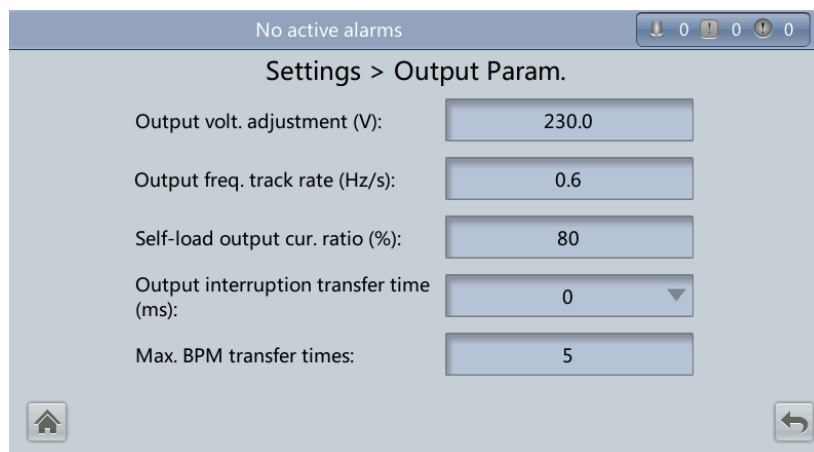 No active alarms
0 0 0
Settings > Output Param.
Output volt. adjustment (V): 230.0
Output freq. track rate (Hz/s): 0.6
Self-load output cur. ratio (%): 80
Output interruption transfer time
(ms): 0
Max. BPM transfer times: 5